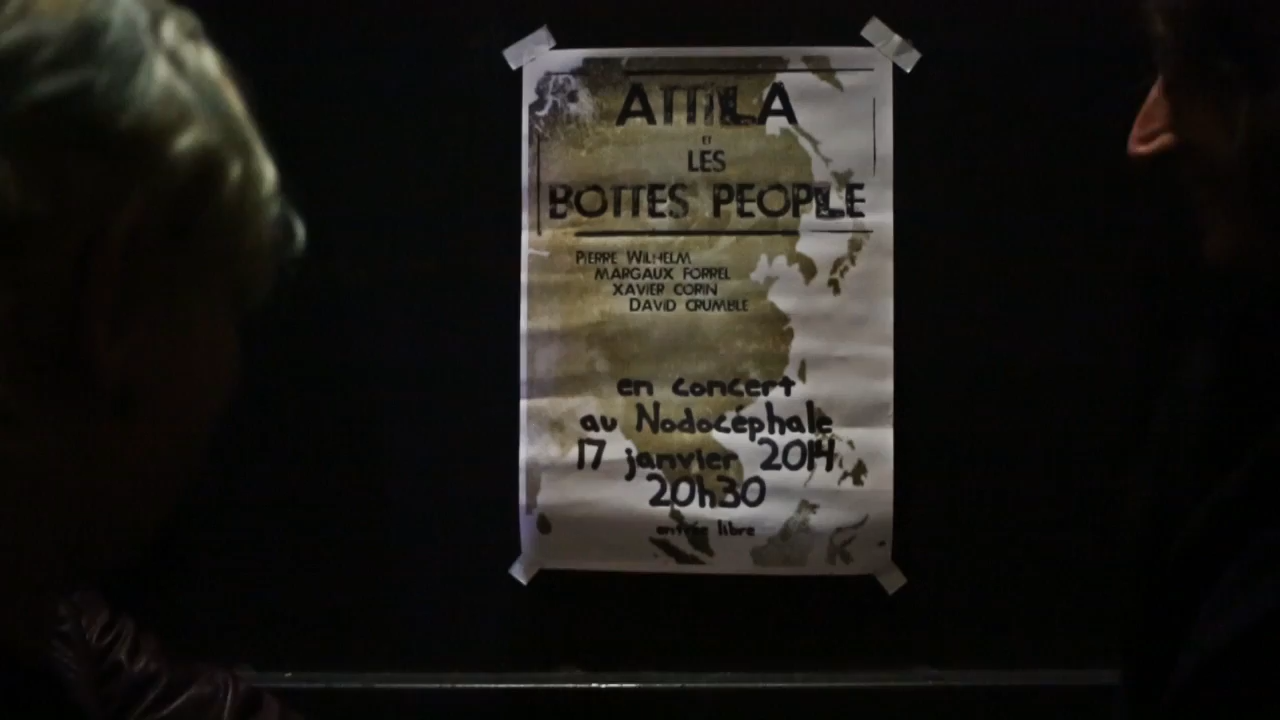 ATTILA
ET
LES
BOTTES PEOPLE
PIERRE WILHELM
MARGAUX FORREL
XAVIER CORIN
DAVID CRUMBLE
en concert
au Nodocéphale
17 janvier 2014
20h30
entrée libre